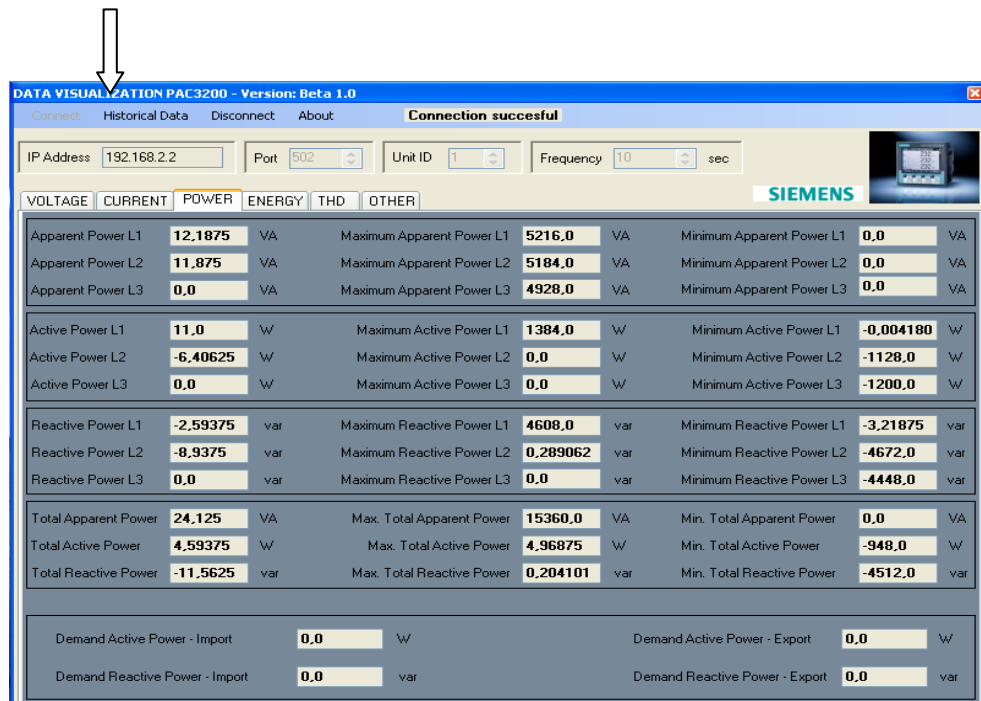 DATA VISUALIZATION PAC3200 - Version: Beta 1.0
Connect Historical Data Disconnect About Connection succesful
IP Address 192.168.2.2 Port 502 Unit ID 1 Frequency 10 sec
SIEMENS
VOLTAGE CURRENT POWER ENERGY THD OTHER
Apparent Power L1 12,1875 VA Maximum Apparent Power L1 5216,0 VA Minimum Apparent Power L1 0,0 VA
Apparent Power L2 11,875 VA Maximum Apparent Power L2 5184,0 VA Minimum Apparent Power L2 0,0 VA
Apparent Power L3 0,0 VA Maximum Apparent Power L3 4928,0 VA Minimum Apparent Power L3 0,0 VA
Active Power L1 11,0 W Maximum Active Power L1 1384,0 W Minimum Active Power L1 -0,004180 W
Active Power L2 -6,40625 W Maximum Active Power L2 0,0 W Minimum Active Power L2 -1128,0 W
Active Power L3 0,0 W Maximum Active Power L3 0,0 W Minimum Active Power L3 -1200,0 W
Reactive Power L1 -2,59375 var Maximum Reactive Power L1 4608,0 var Minimum Reactive Power L1 -3,21875 var
Reactive Power L2 -8,9375 var Maximum Reactive Power L2 0,289062 var Minimum Reactive Power L2 -4672,0 var
Reactive Power L3 0,0 var Maximum Reactive Power L3 0,0 var Minimum Reactive Power L3 -4448,0 var
Total Apparent Power 24,125 VA Max. Total Apparent Power 15360,0 VA Min. Total Apparent Power 0,0 VA
Total Active Power 4,59375 W Max. Total Active Power 4,96875 W Min. Total Active Power -948,0 W
Total Reactive Power -11,5625 var Max. Total Reactive Power 0,204101 var Min. Total Reactive Power -4512,0 var
Demand Active Power - Import 0,0 W Demand Active Power - Export 0,0 W
Demand Reactive Power - Import 0,0 var Demand Reactive Power - Export 0,0 var